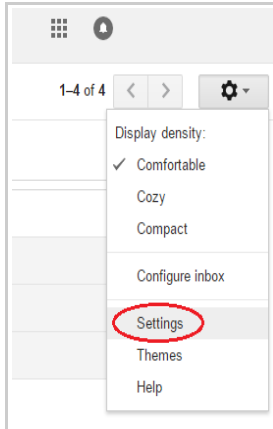 1–4 of 4
Display density:
Comfortable
Cozy
Compact
Configure inbox
Settings
Themes
Help